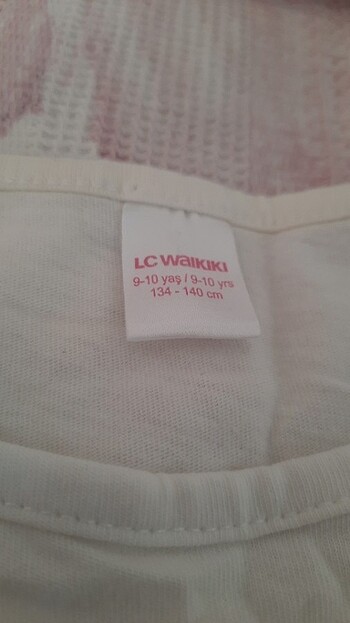 LC WAIKIKI
9-10 yaş / 9-10 yrs
134 - 140 cm